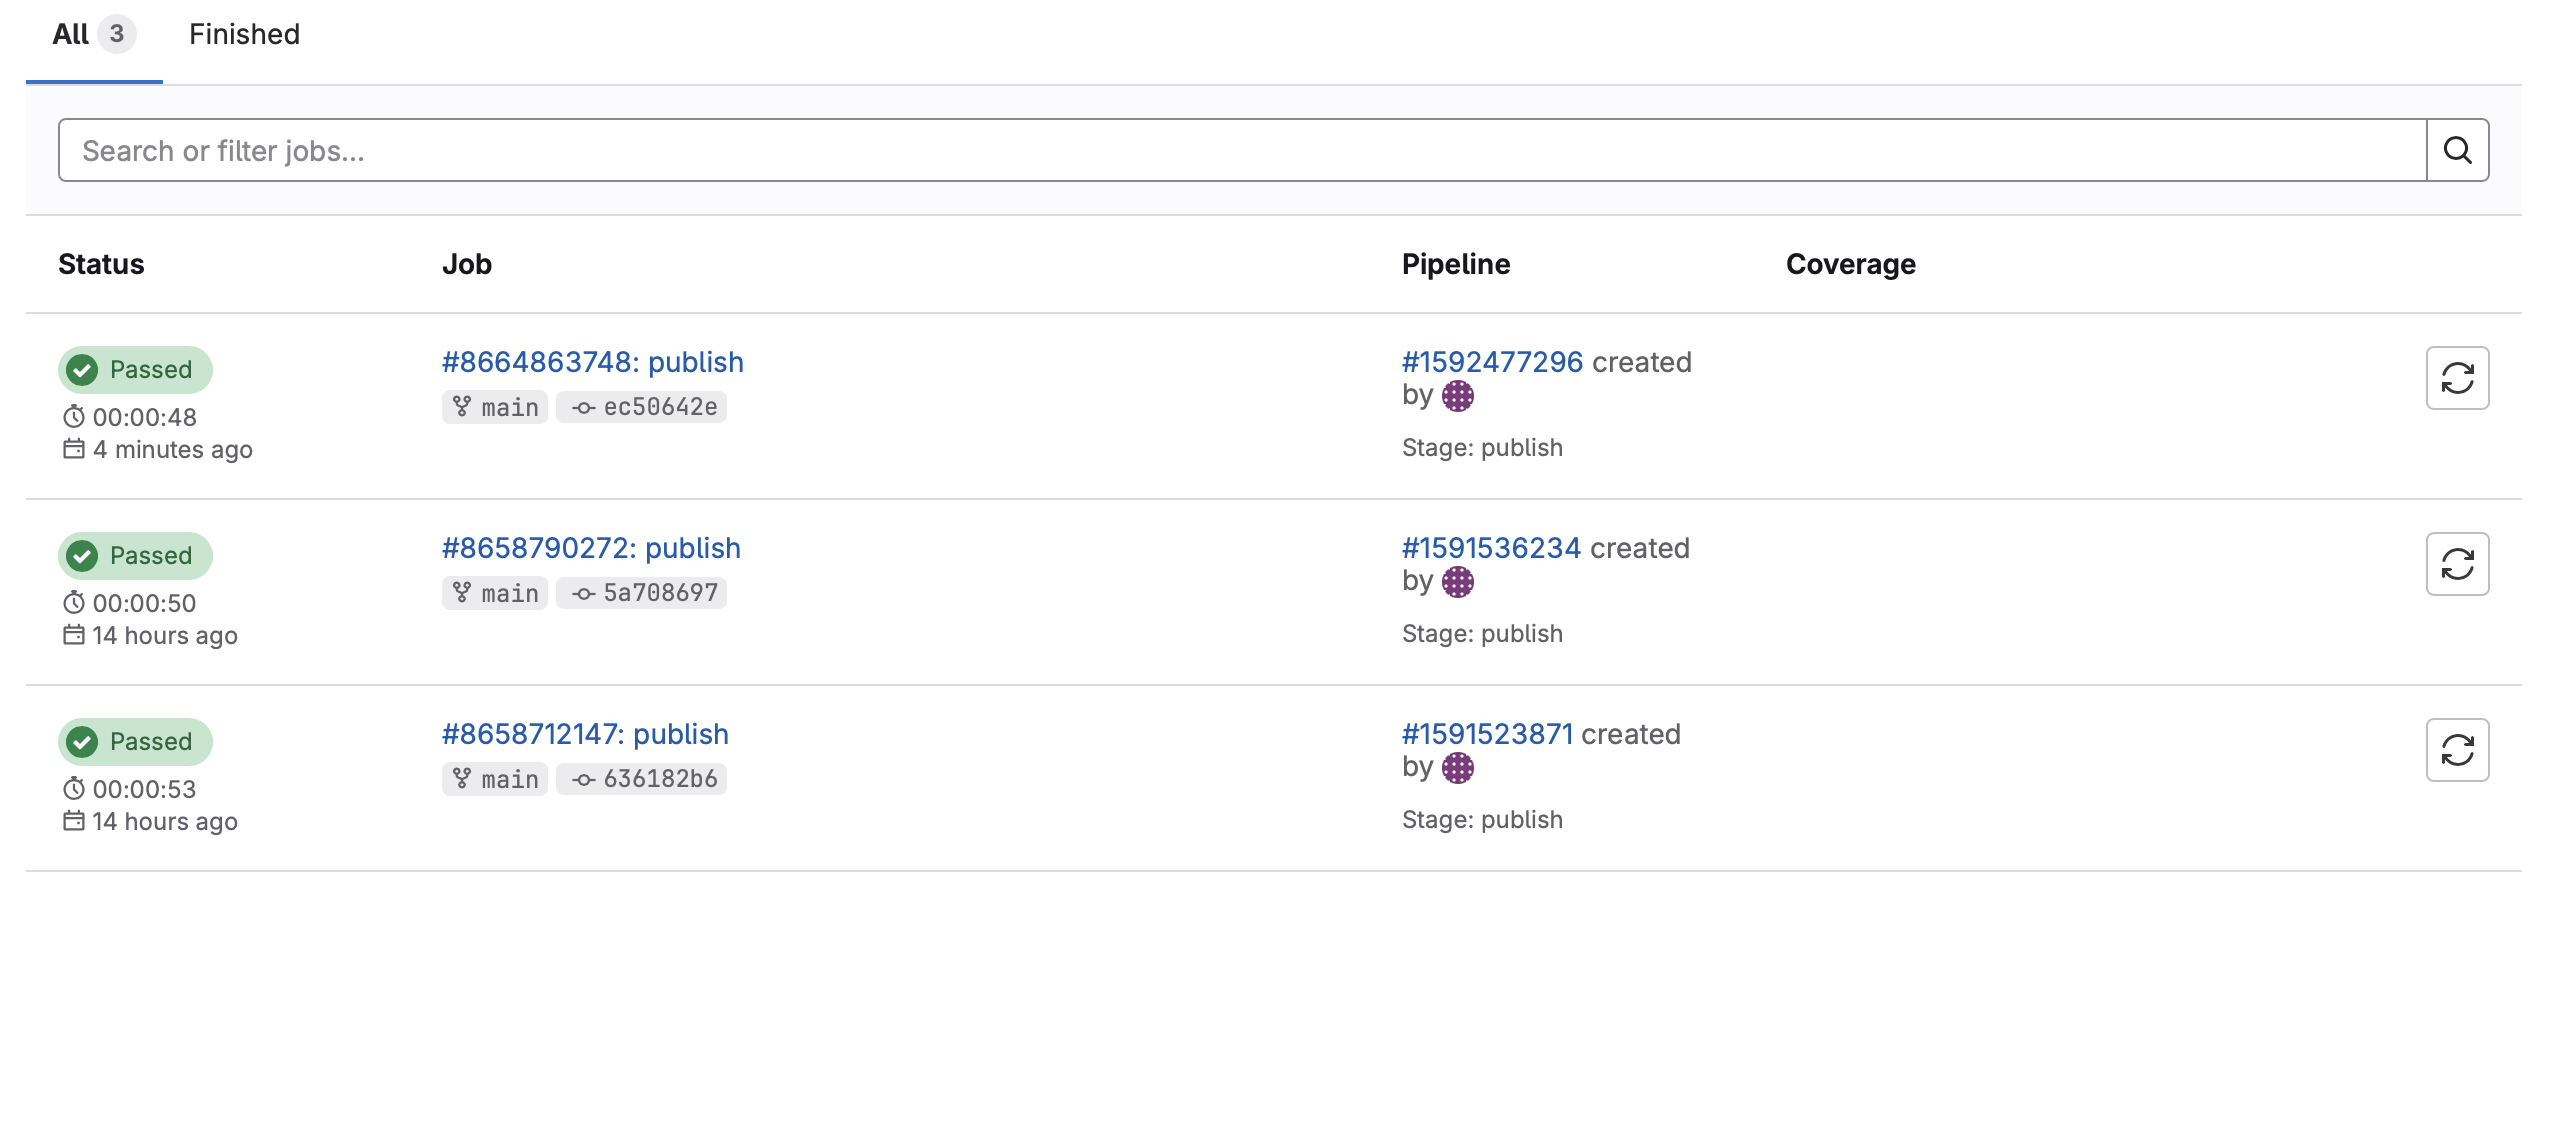 All 3 Finished
Search or filter jobs...
Status Job Pipeline Coverage
Passed
00:00:48
4 minutes ago
#8664863748: publish
main ec50642e
#1592477296 created
by
Stage: publish
Passed
00:00:50
14 hours ago
#8658790272: publish
main 5a708697
#1591536234 created
by
Stage: publish
Passed
00:00:53
14 hours ago
#8658712147: publish
main 636182b6
#1591523871 created
by
Stage: publish